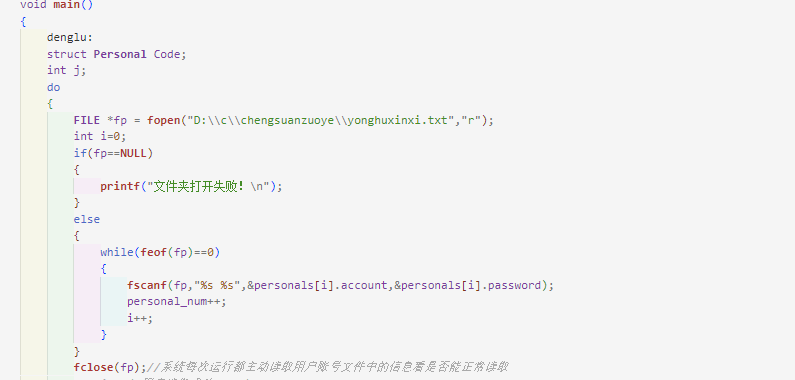 void main()
{
denglu:
struct Personal Code;
int j;
do
{
FILE *fp = fopen("D:\\c\\chengsuanzuoye\\yonghuxinxi.txt","r");
int i=0;
if(fp==NULL)
{
printf("文件夹打开失败！\n");
}
else
{
while(feof(fp)==0)
{
fscanf(fp,"%s %s",&personals[i].account,&personals[i].password);
personal_num++;
i++;
}
}
fclose(fp);//系统每次运行都主动读取用户账号文件中的信息看是否能正常读取